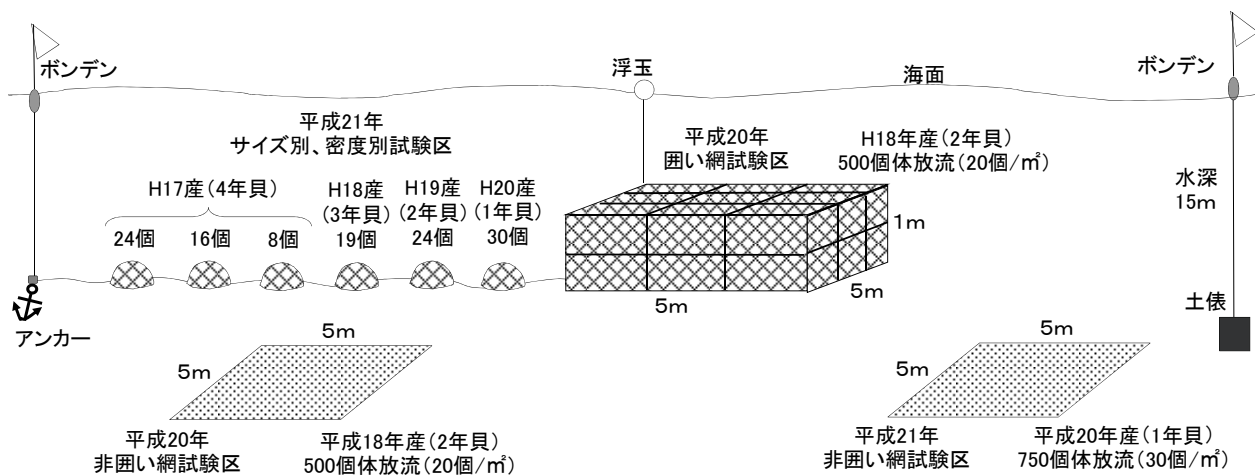 ボンデン
浮玉
海面
ボンデン
平成21年
サイズ別、密度別試験区
平成20年
囲い網試験区
H18年産(2年貝)
500個体放流(20個/㎡)
水深
15m
H17産(4年貝)
H18産
(3年貝)
H19産
(2年貝)
H20産
(1年貝)
24個
16個
8個
19個
24個
30個
1m
5m
5m
アンカー
土俵
5m
5m
5m
5m
平成20年
非囲い網試験区
平成18年産(2年貝)
500個体放流(20個/㎡)
平成21年
非囲い網試験区
平成20年産(1年貝)
750個体放流(30個/㎡)